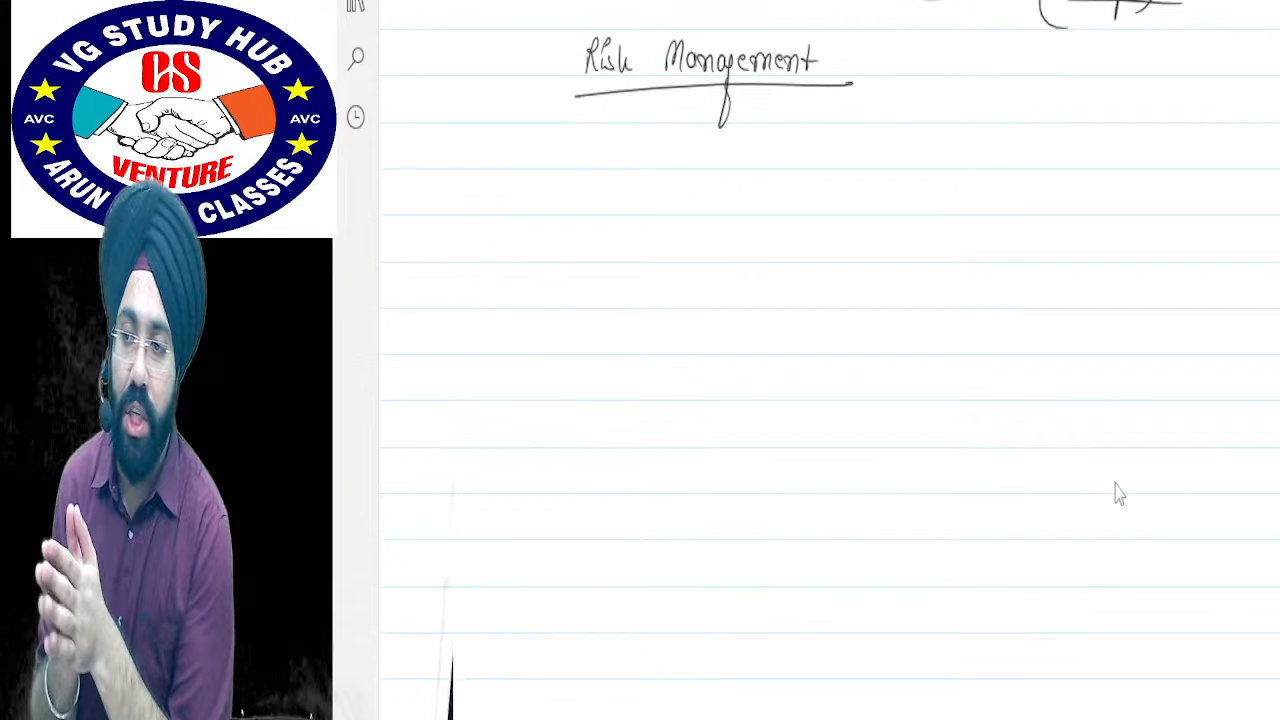 VG STUDY HUB
CS
AVC
AVC
VENTURE
ARUN CLASSES
Risk Management